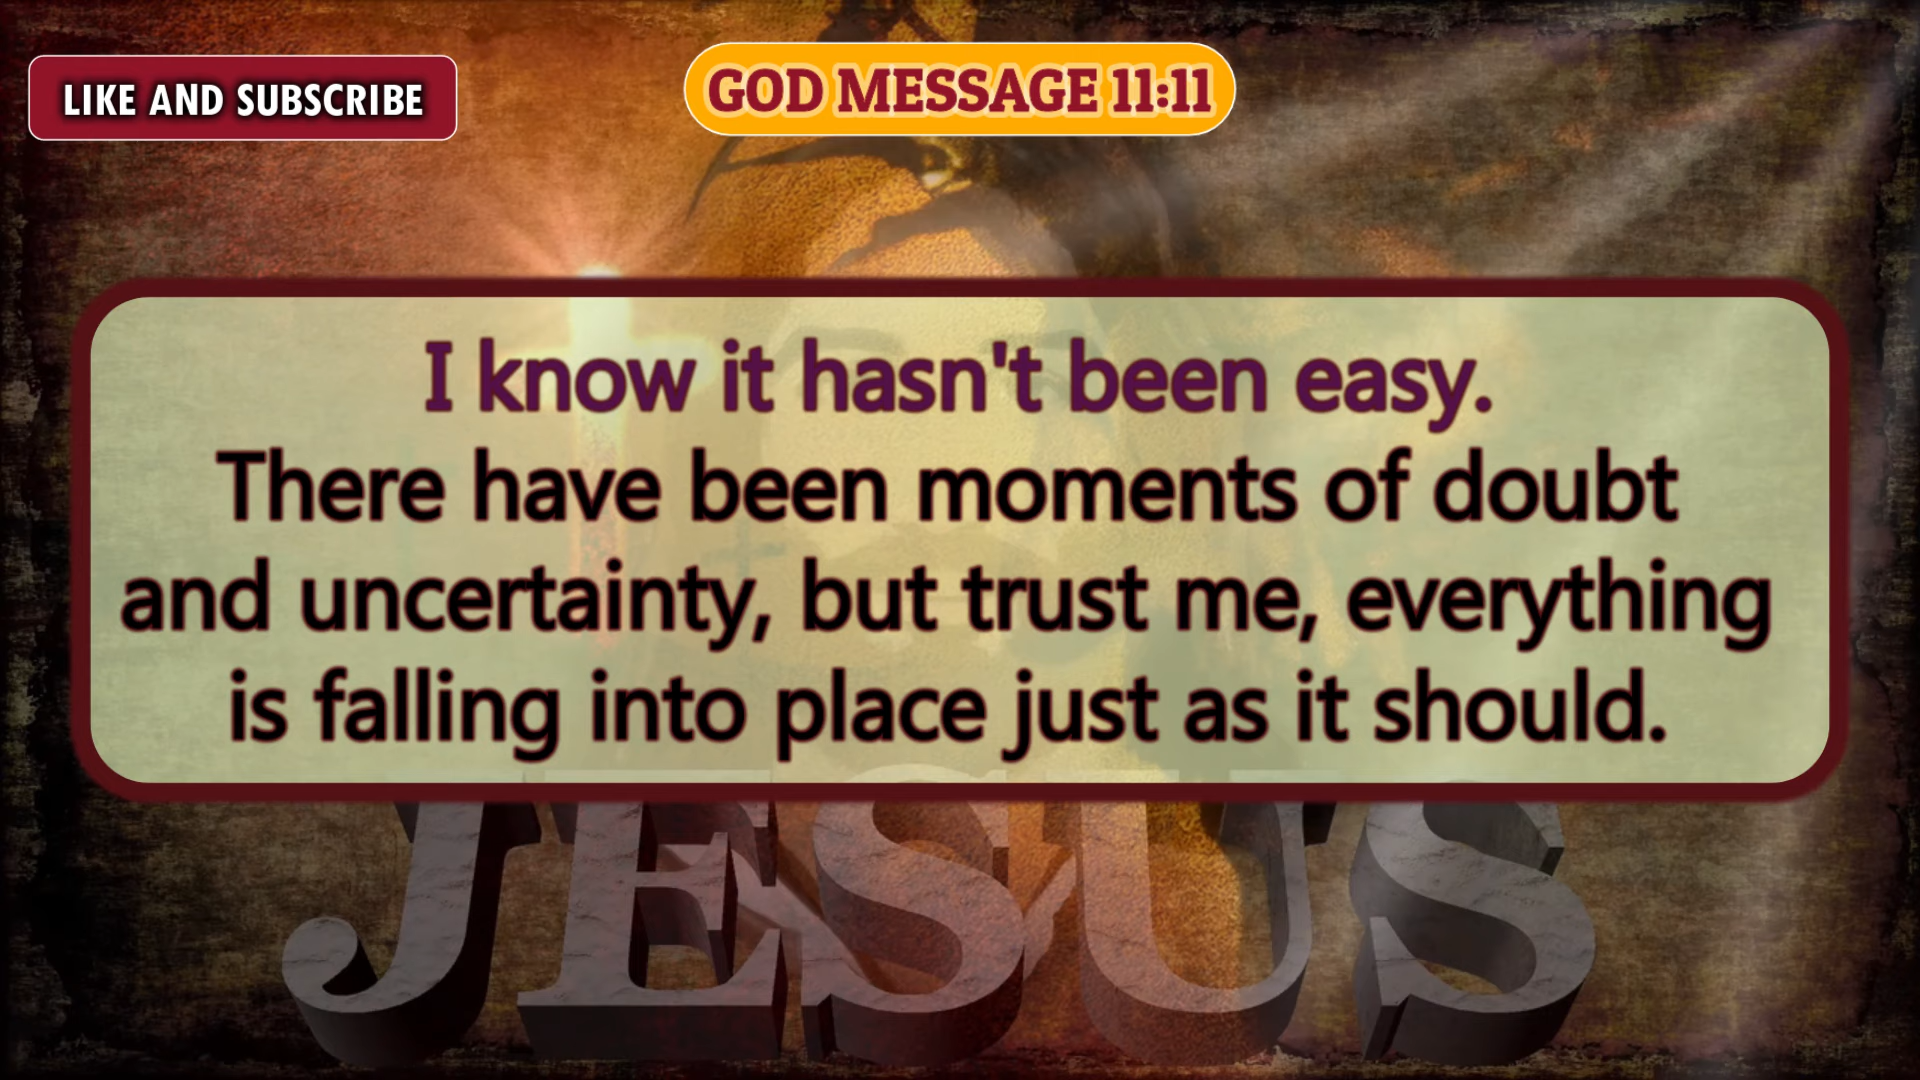 LIKE AND SUBSCRIBE
GOD MESSAGE 11:11
I know it hasn't been easy.
There have been moments of doubt
and uncertainty, but trust me, everything
is falling into place just as it should.
JESUS